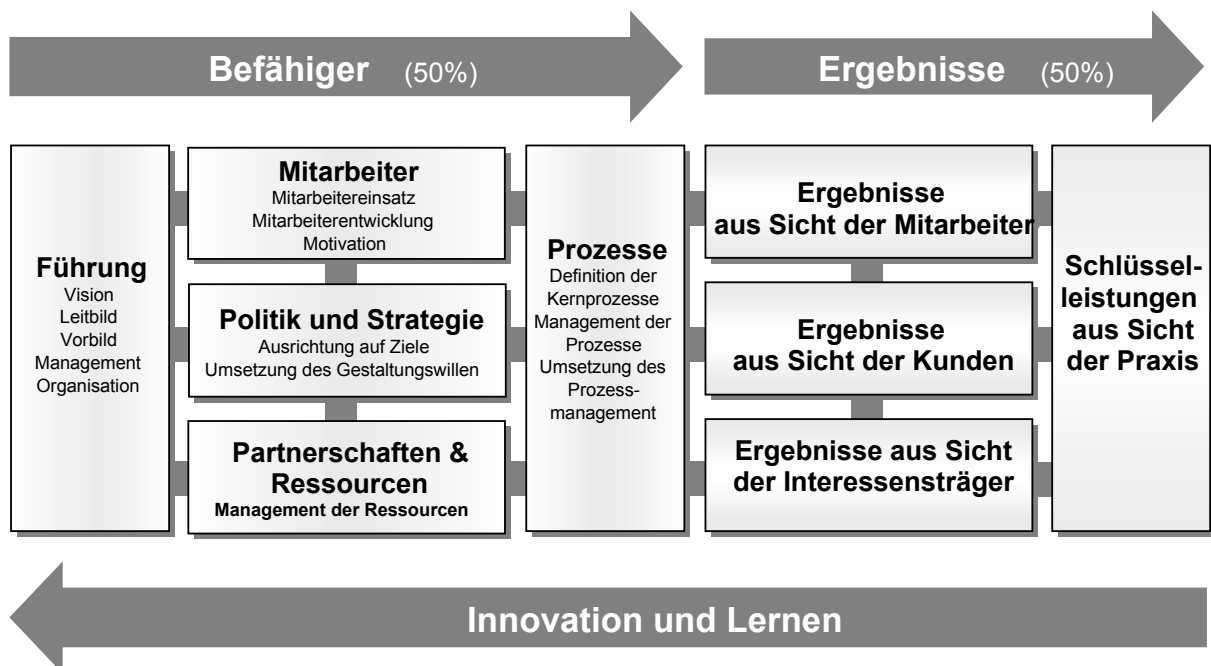 Befähiger (50%)
Ergebnisse (50%)
Führung
Vision
Leitbild
Vorbild
Management
Organisation
Mitarbeiter
Mitarbeitereinsatz
Mitarbeiterentwicklung
Motivation
Politik und Strategie
Ausrichtung auf Ziele
Umsetzung des Gestaltungswillen
Partnerschaften &
Ressourcen
Management der Ressourcen
Prozesse
Definition der
Kernprozesse
Management der
Prozesse
Umsetzung des
Prozess-
management
Ergebnisse
aus Sicht der Mitarbeiter
Ergebnisse
aus Sicht der Kunden
Ergebnisse aus Sicht
der Interessensträger
Schlüssel-
leistungen
aus Sicht
der Praxis
Innovation und Lernen